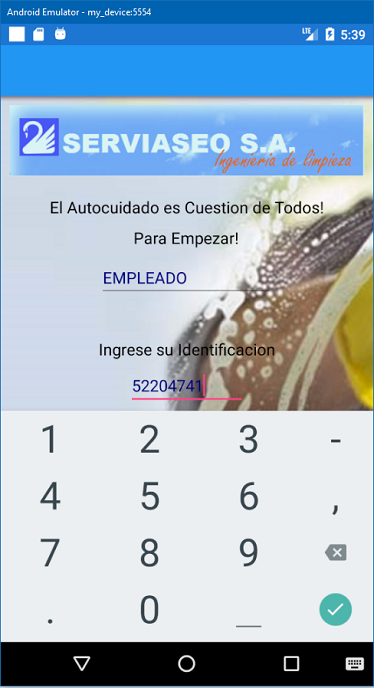 Android Emulator - my_device:5554
LTE 5:39
SERVIASEO S.A.
Ingenieria de limpieza
El Autocuidado es Cuestion de Todos!
Para Empezar!
EMPLEADO
Ingrese su Identificacion
52204741
1 2 3 -
4 5 6 ,
7 8 9
. 0 _